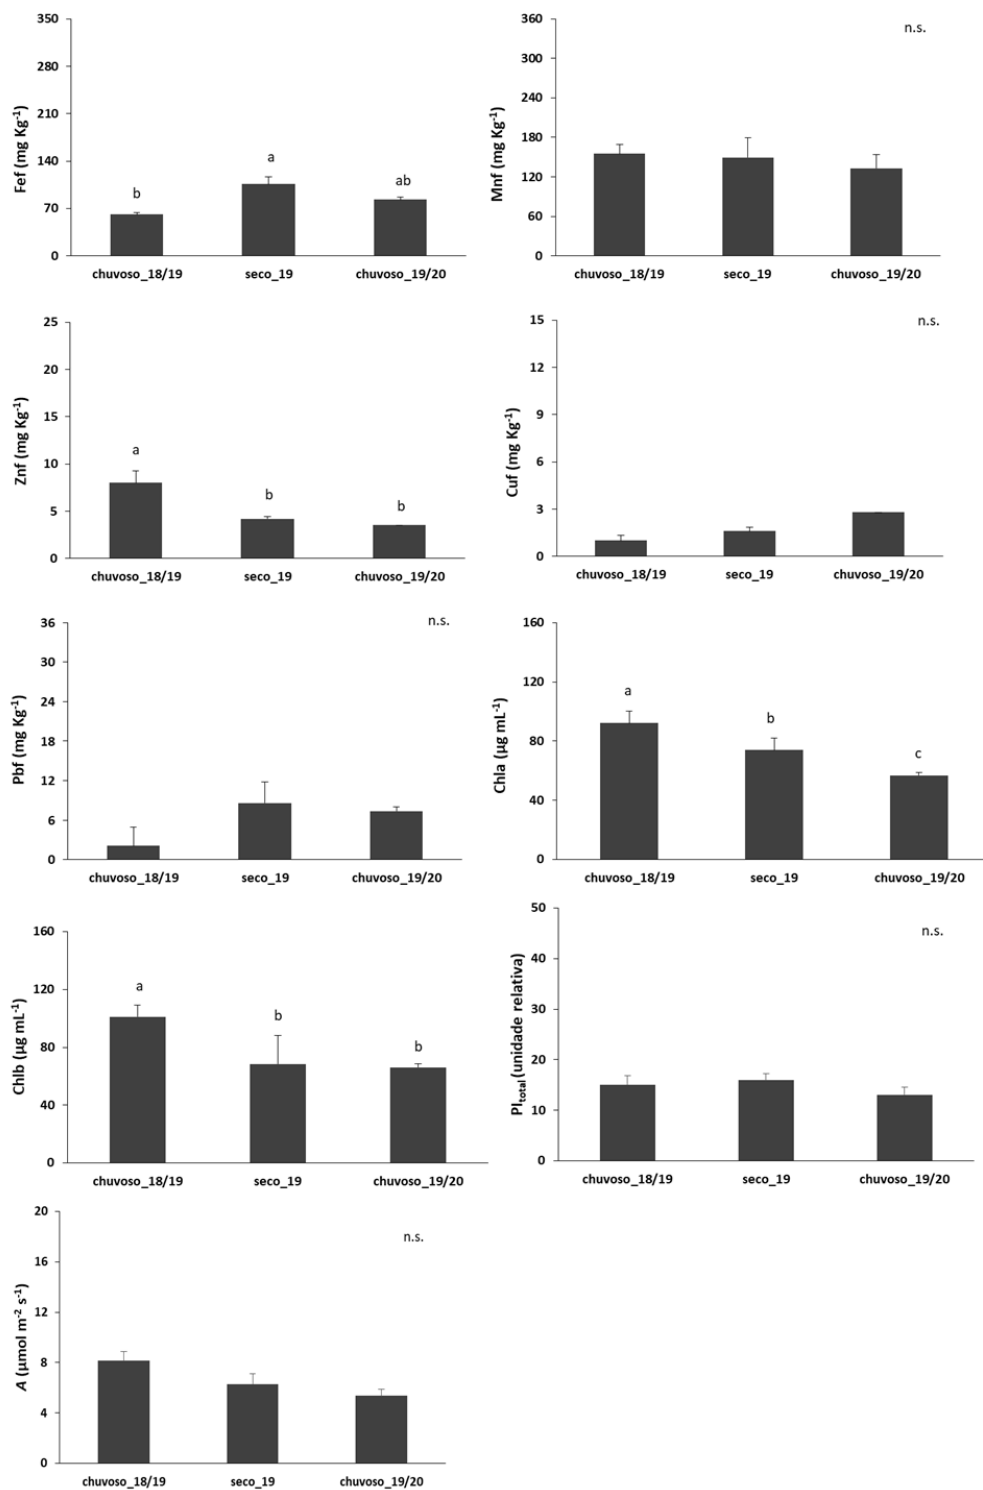 350
280
210
140
70
0
Fef (mg Kg⁻¹)
b
a
ab
chuvoso_18/19 seco_19 chuvoso_19/20
n.s.
360
300
240
180
120
60
0
Mnf (mg Kg⁻¹)
chuvoso_18/19 seco_19 chuvoso_19/20
25
20
15
10
5
0
Znf (mg Kg⁻¹)
a
b
b
chuvoso_18/19 seco_19 chuvoso_19/20
n.s.
15
12
9
6
3
0
Cuf (mg Kg⁻¹)
chuvoso_18/19 seco_19 chuvoso_19/20
n.s.
36
30
24
18
12
6
0
Pbf (mg Kg⁻¹)
chuvoso_18/19 seco_19 chuvoso_19/20
160
120
80
40
0
Chla (µg mL⁻¹)
a
b
c
chuvoso_18/19 seco_19 chuvoso_19/20
160
120
80
40
0
Chlb (µg mL⁻¹)
a
b
b
chuvoso_18/19 seco_19 chuvoso_19/20
50
40
30
20
10
0
n.s.
PItotal (unidade relativa)
chuvoso_18/19 seco_19 chuvoso_19/20
20
16
12
8
4
0
n.s.
A (µmol m⁻² s⁻¹)
chuvoso_18/19 seco_19 chuvoso_19/20